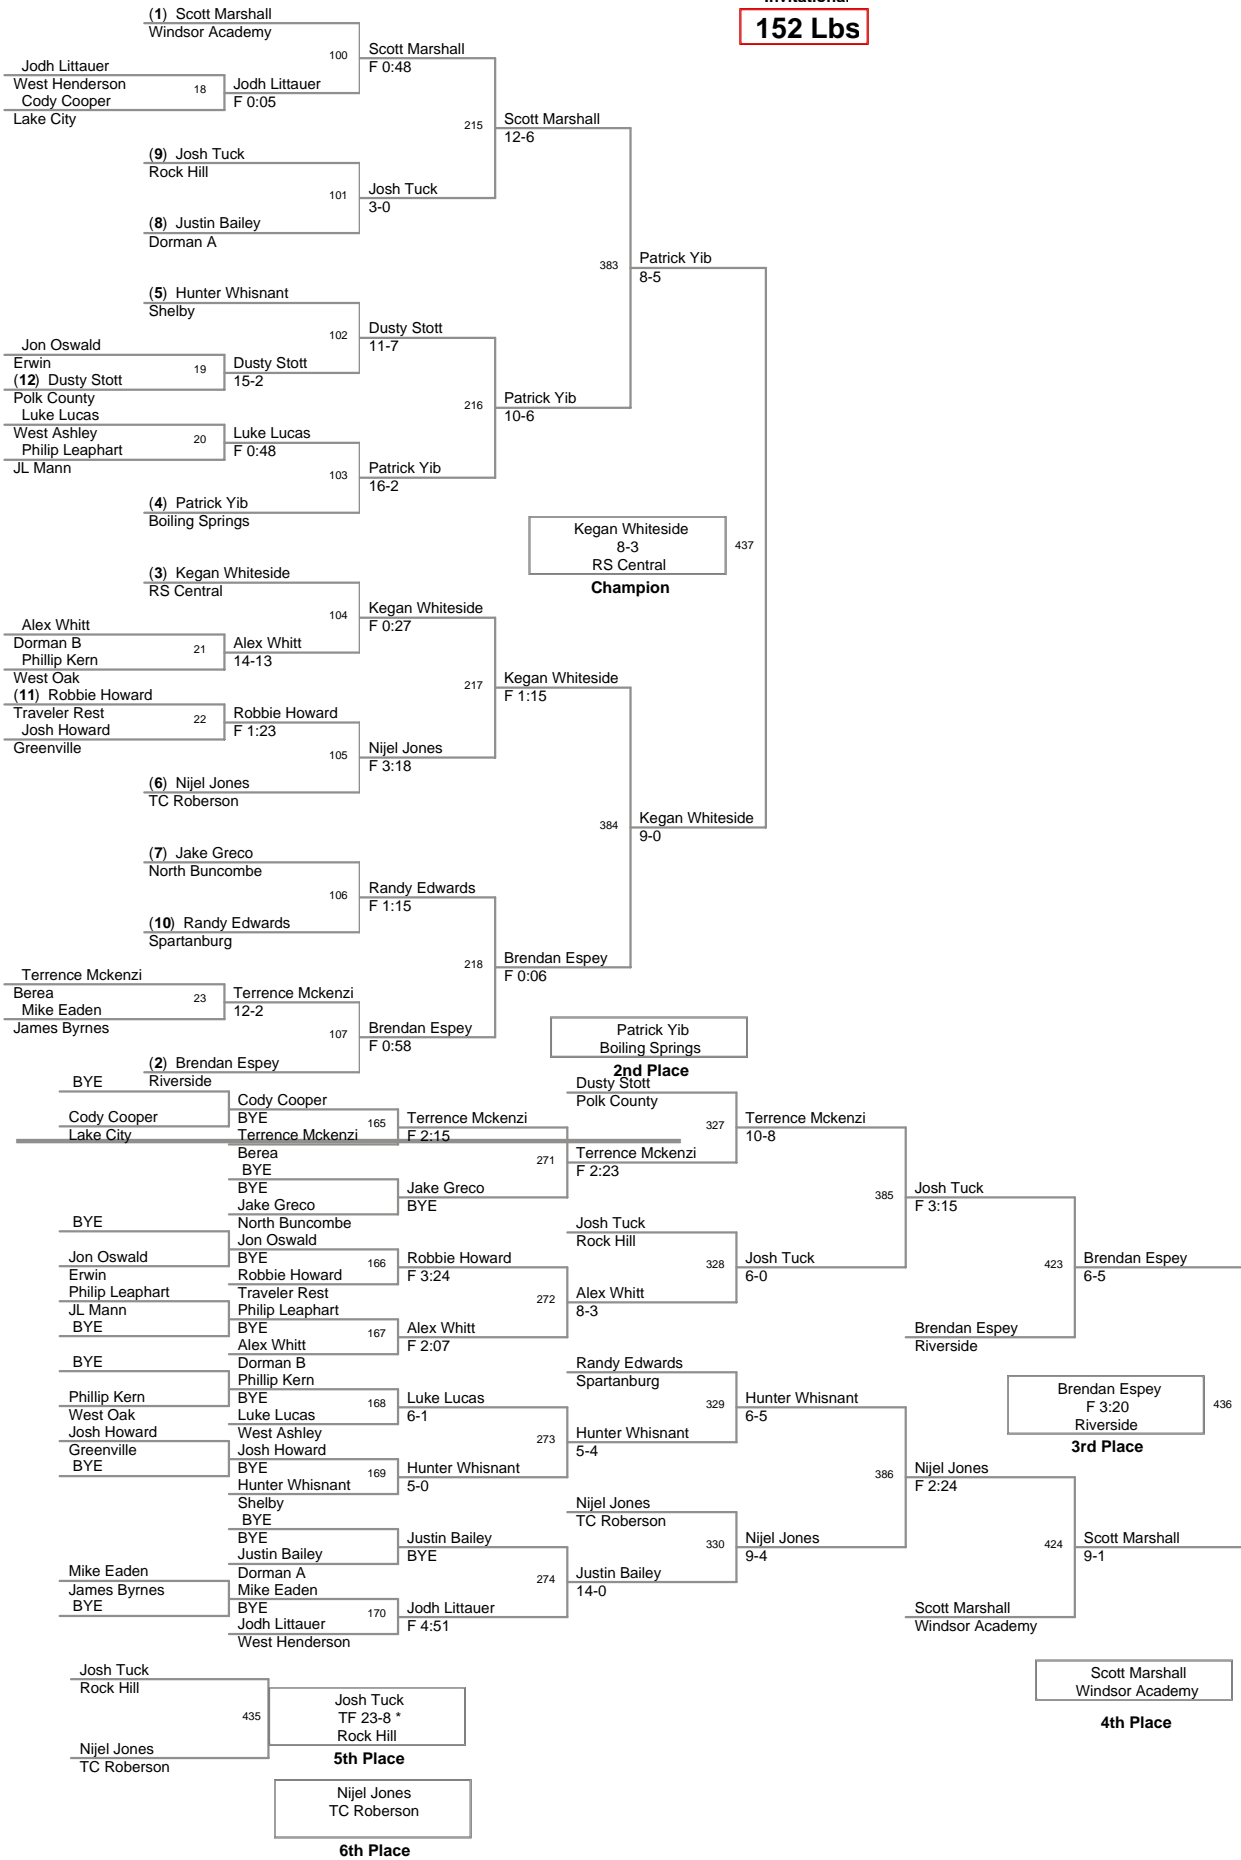 Invitational
152 Lbs
(1) Scott Marshall
Windsor Academy
100
Scott Marshall
F 0:48
Jodh Littauer
West Henderson
18
Jodh Littauer
F 0:05
Cody Cooper
Lake City
215
Scott Marshall
12-6
(9) Josh Tuck
Rock Hill
101
Josh Tuck
3-0
(8) Justin Bailey
Dorman A
383
Patrick Yib
8-5
(5) Hunter Whisnant
Shelby
102
Dusty Stott
11-7
Jon Oswald
Erwin
19
Dusty Stott
15-2
(12) Dusty Stott
Polk County
216
Patrick Yib
10-6
Luke Lucas
West Ashley
20
Luke Lucas
F 0:48
Philip Leaphart
JL Mann
103
Patrick Yib
16-2
(4) Patrick Yib
Boiling Springs
Kegan Whiteside
8-3
RS Central
437
Champion
(3) Kegan Whiteside
RS Central
104
Kegan Whiteside
F 0:27
Alex Whitt
Dorman B
21
Alex Whitt
14-13
Phillip Kern
West Oak
217
Kegan Whiteside
F 1:15
(11) Robbie Howard
Traveler Rest
22
Robbie Howard
F 1:23
Josh Howard
Greenville
105
Nijel Jones
F 3:18
(6) Nijel Jones
TC Roberson
384
Kegan Whiteside
9-0
(7) Jake Greco
North Buncombe
106
Randy Edwards
F 1:15
(10) Randy Edwards
Spartanburg
218
Brendan Espey
F 0:06
Terrence Mckenzi
Berea
23
Terrence Mckenzi
12-2
Mike Eaden
James Byrnes
107
Brendan Espey
F 0:58
(2) Brendan Espey
Riverside
Patrick Yib
Boiling Springs
2nd Place
BYE
Cody Cooper
Lake City
Cody Cooper
BYE
165
Terrence Mckenzi
Berea
Terrence Mckenzi
F 2:15
BYE
BYE
Jake Greco
North Buncombe
Jake Greco
BYE
271
Terrence Mckenzi
F 2:23
Dusty Stott
Polk County
327
Terrence Mckenzi
10-8
385
Josh Tuck
F 3:15
BYE
Jon Oswald
Erwin
Jon Oswald
BYE
166
Robbie Howard
Traveler Rest
Robbie Howard
F 3:24
Philip Leaphart
JL Mann
BYE
Philip Leaphart
BYE
167
Alex Whitt
Dorman B
Alex Whitt
F 2:07
272
Alex Whitt
8-3
Josh Tuck
Rock Hill
328
Josh Tuck
6-0
423
Brendan Espey
6-5
Brendan Espey
Riverside
BYE
Phillip Kern
West Oak
Phillip Kern
BYE
168
Luke Lucas
West Ashley
Luke Lucas
6-1
Josh Howard
Greenville
BYE
Josh Howard
BYE
169
Hunter Whisnant
Shelby
Hunter Whisnant
5-0
273
Hunter Whisnant
5-4
Randy Edwards
Spartanburg
329
Hunter Whisnant
6-5
Brendan Espey
F 3:20
Riverside
436
3rd Place
386
Nijel Jones
F 2:24
BYE
BYE
Justin Bailey
Dorman A
Justin Bailey
BYE
Mike Eaden
James Byrnes
BYE
Mike Eaden
BYE
170
Jodh Littauer
West Henderson
Jodh Littauer
F 4:51
274
Justin Bailey
14-0
Nijel Jones
TC Roberson
330
Nijel Jones
9-4
424
Scott Marshall
9-1
Scott Marshall
Windsor Academy
Josh Tuck
Rock Hill
435
Nijel Jones
TC Roberson
Josh Tuck
TF 23-8 *
Rock Hill
5th Place
Scott Marshall
Windsor Academy
4th Place
Nijel Jones
TC Roberson
6th Place